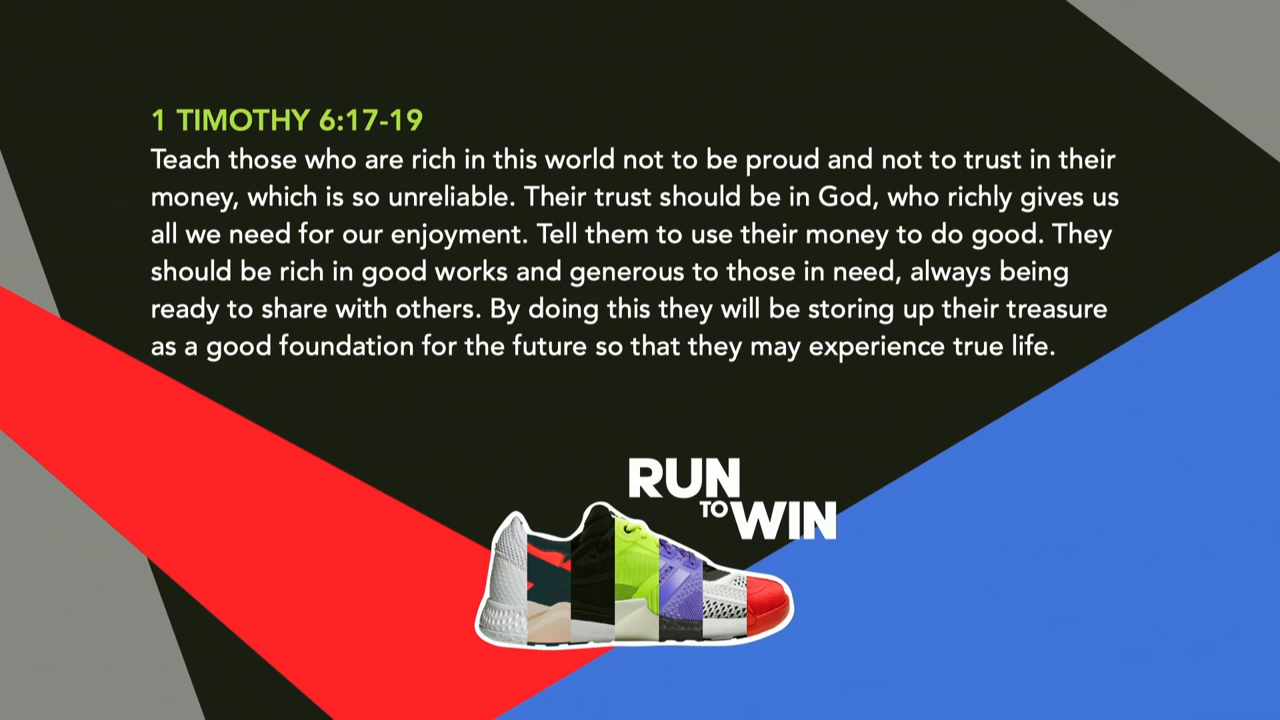 1 TIMOTHY 6:17-19
Teach those who are rich in this world not to be proud and not to trust in their
money, which is so unreliable. Their trust should be in God, who richly gives us
all we need for our enjoyment. Tell them to use their money to do good. They
should be rich in good works and generous to those in need, always being
ready to share with others. By doing this they will be storing up their treasure
as a good foundation for the future so that they may experience true life.
RUN
TO WIN